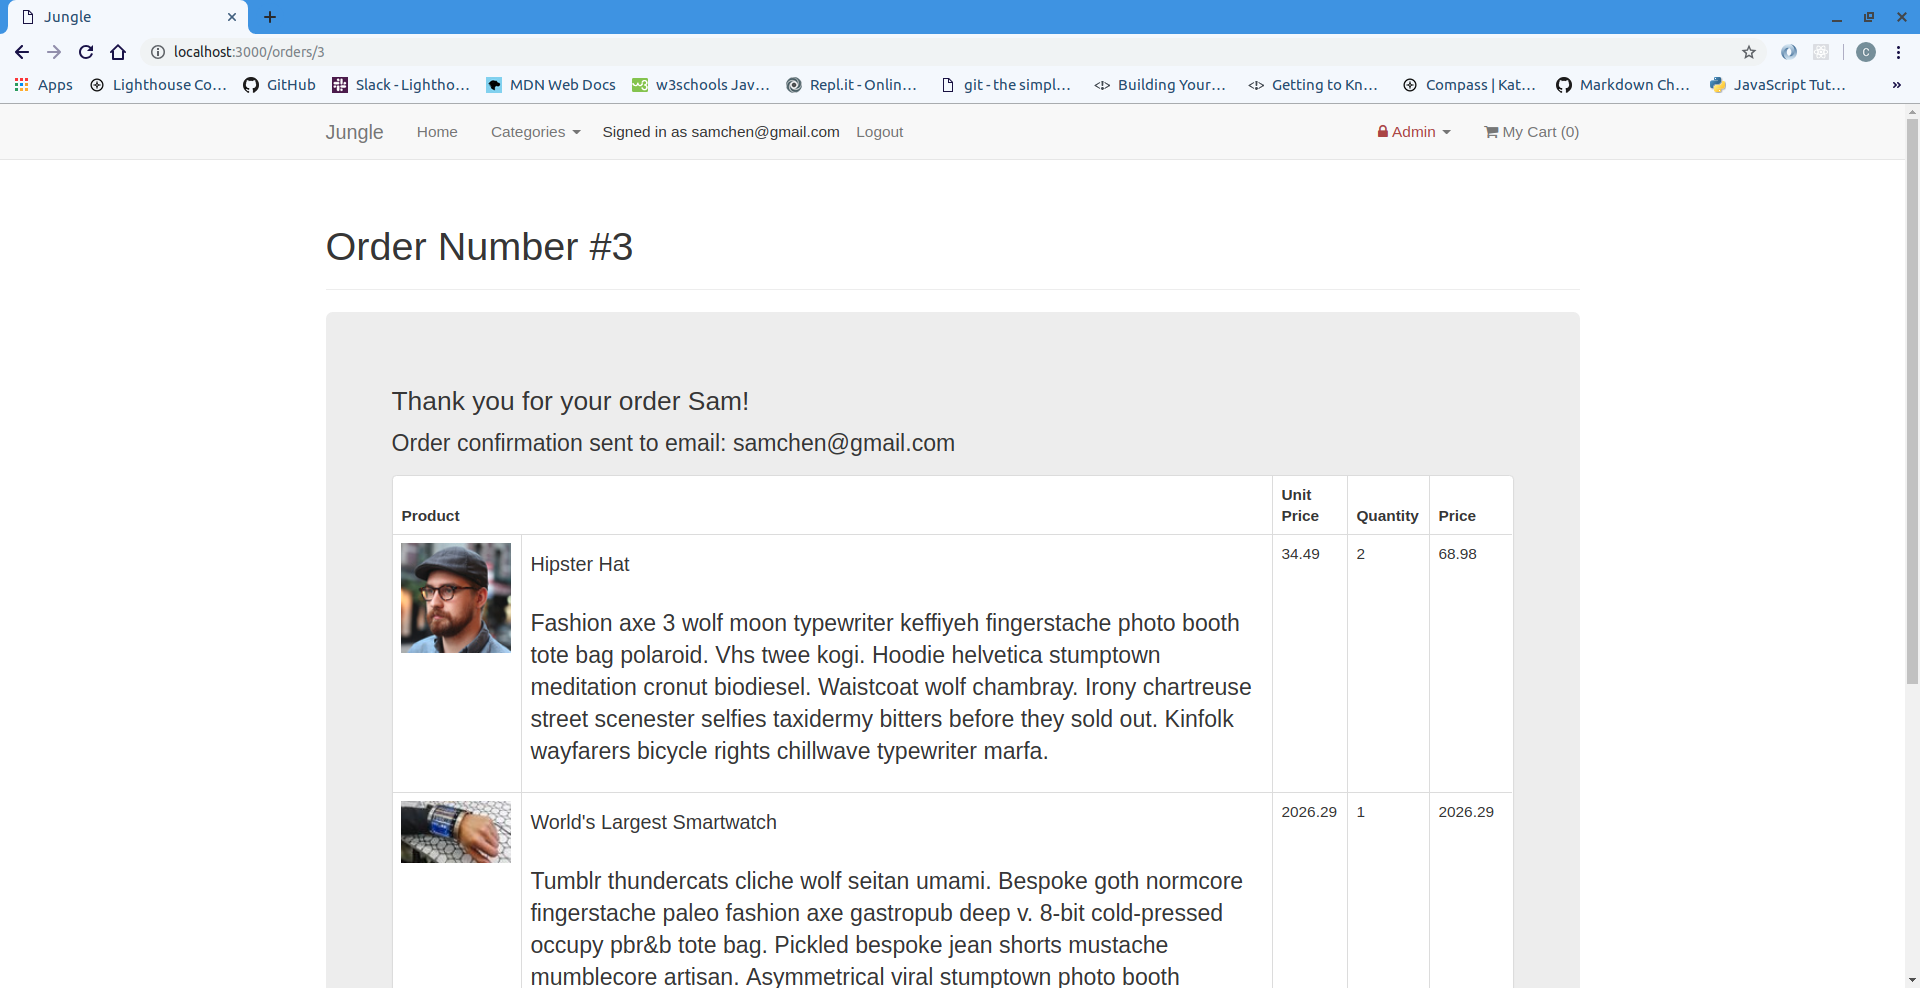 Jungle
localhost:3000/orders/3
C
Apps
Lighthouse Co...
GitHub
Slack - Lightho...
MDN Web Docs
w3schools Jav...
Repl.it - Onlin...
git - the simpl...
Building Your...
Getting to Kn...
Compass | Kat...
Markdown Ch...
JavaScript Tut...
»
Jungle
Home
Categories
Signed in as samchen@gmail.com
Logout
Admin
My Cart (0)
Order Number #3
Thank you for your order Sam!
Order confirmation sent to email: samchen@gmail.com
Product
Unit
Price
Quantity
Price
Hipster Hat
34.49
2
68.98
Fashion axe 3 wolf moon typewriter keffiyeh fingerstache photo booth
tote bag polaroid. Vhs twee kogi. Hoodie helvetica stumptown
meditation cronut biodiesel. Waistcoat wolf chambray. Irony chartreuse
street scenester selfies taxidermy bitters before they sold out. Kinfolk
wayfarers bicycle rights chillwave typewriter marfa.
World's Largest Smartwatch
2026.29
1
2026.29
Tumblr thundercats cliche wolf seitan umami. Bespoke goth normcore
fingerstache paleo fashion axe gastropub deep v. 8-bit cold-pressed
occupy pbr&b tote bag. Pickled bespoke jean shorts mustache
mumblecore artisan. Asymmetrical viral stumptown photo booth